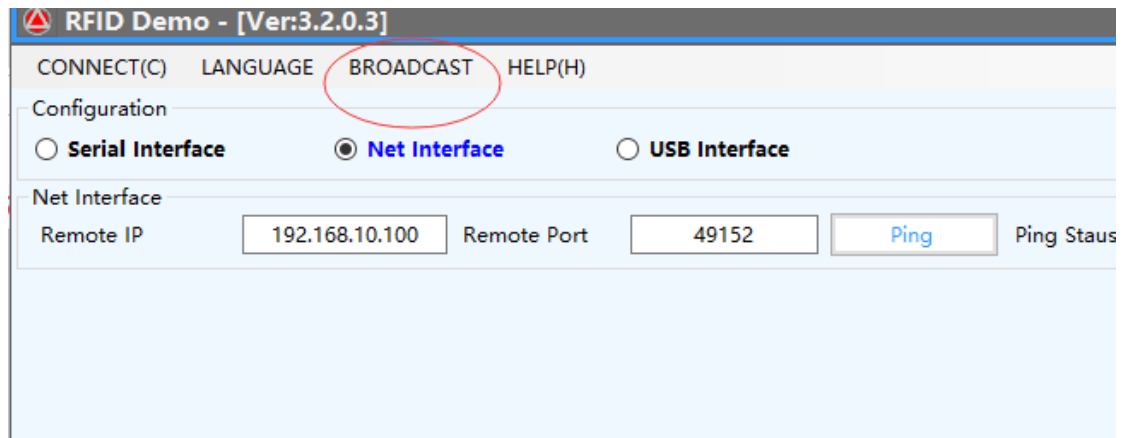 RFID Demo - [Ver:3.2.0.3]
CONNECT(C) LANGUAGE BROADCAST HELP(H)
Configuration
Serial Interface Net Interface USB Interface
Net Interface
Remote IP 192.168.10.100 Remote Port 49152 Ping Ping Staus